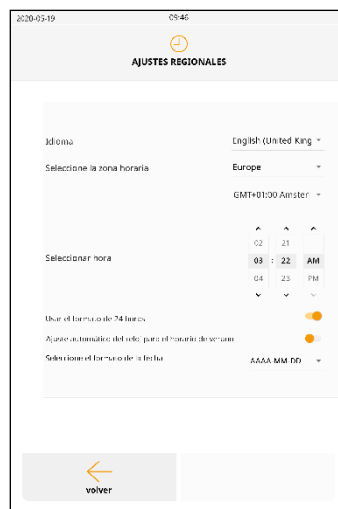 2020-05-19 09:46
AJUSTES REGIONALES
Idioma English (United King
Seleccione la zona horaria Europe
GMT+01:00 Amster
02 21
Seleccionar hora 03 : 22 AM
04 23 PM
Usar el formato de 24 horas
Ajuste automático del reloj para el horario de verano
Seleccione el formato de la fecha AAAA-MM-DD
volver